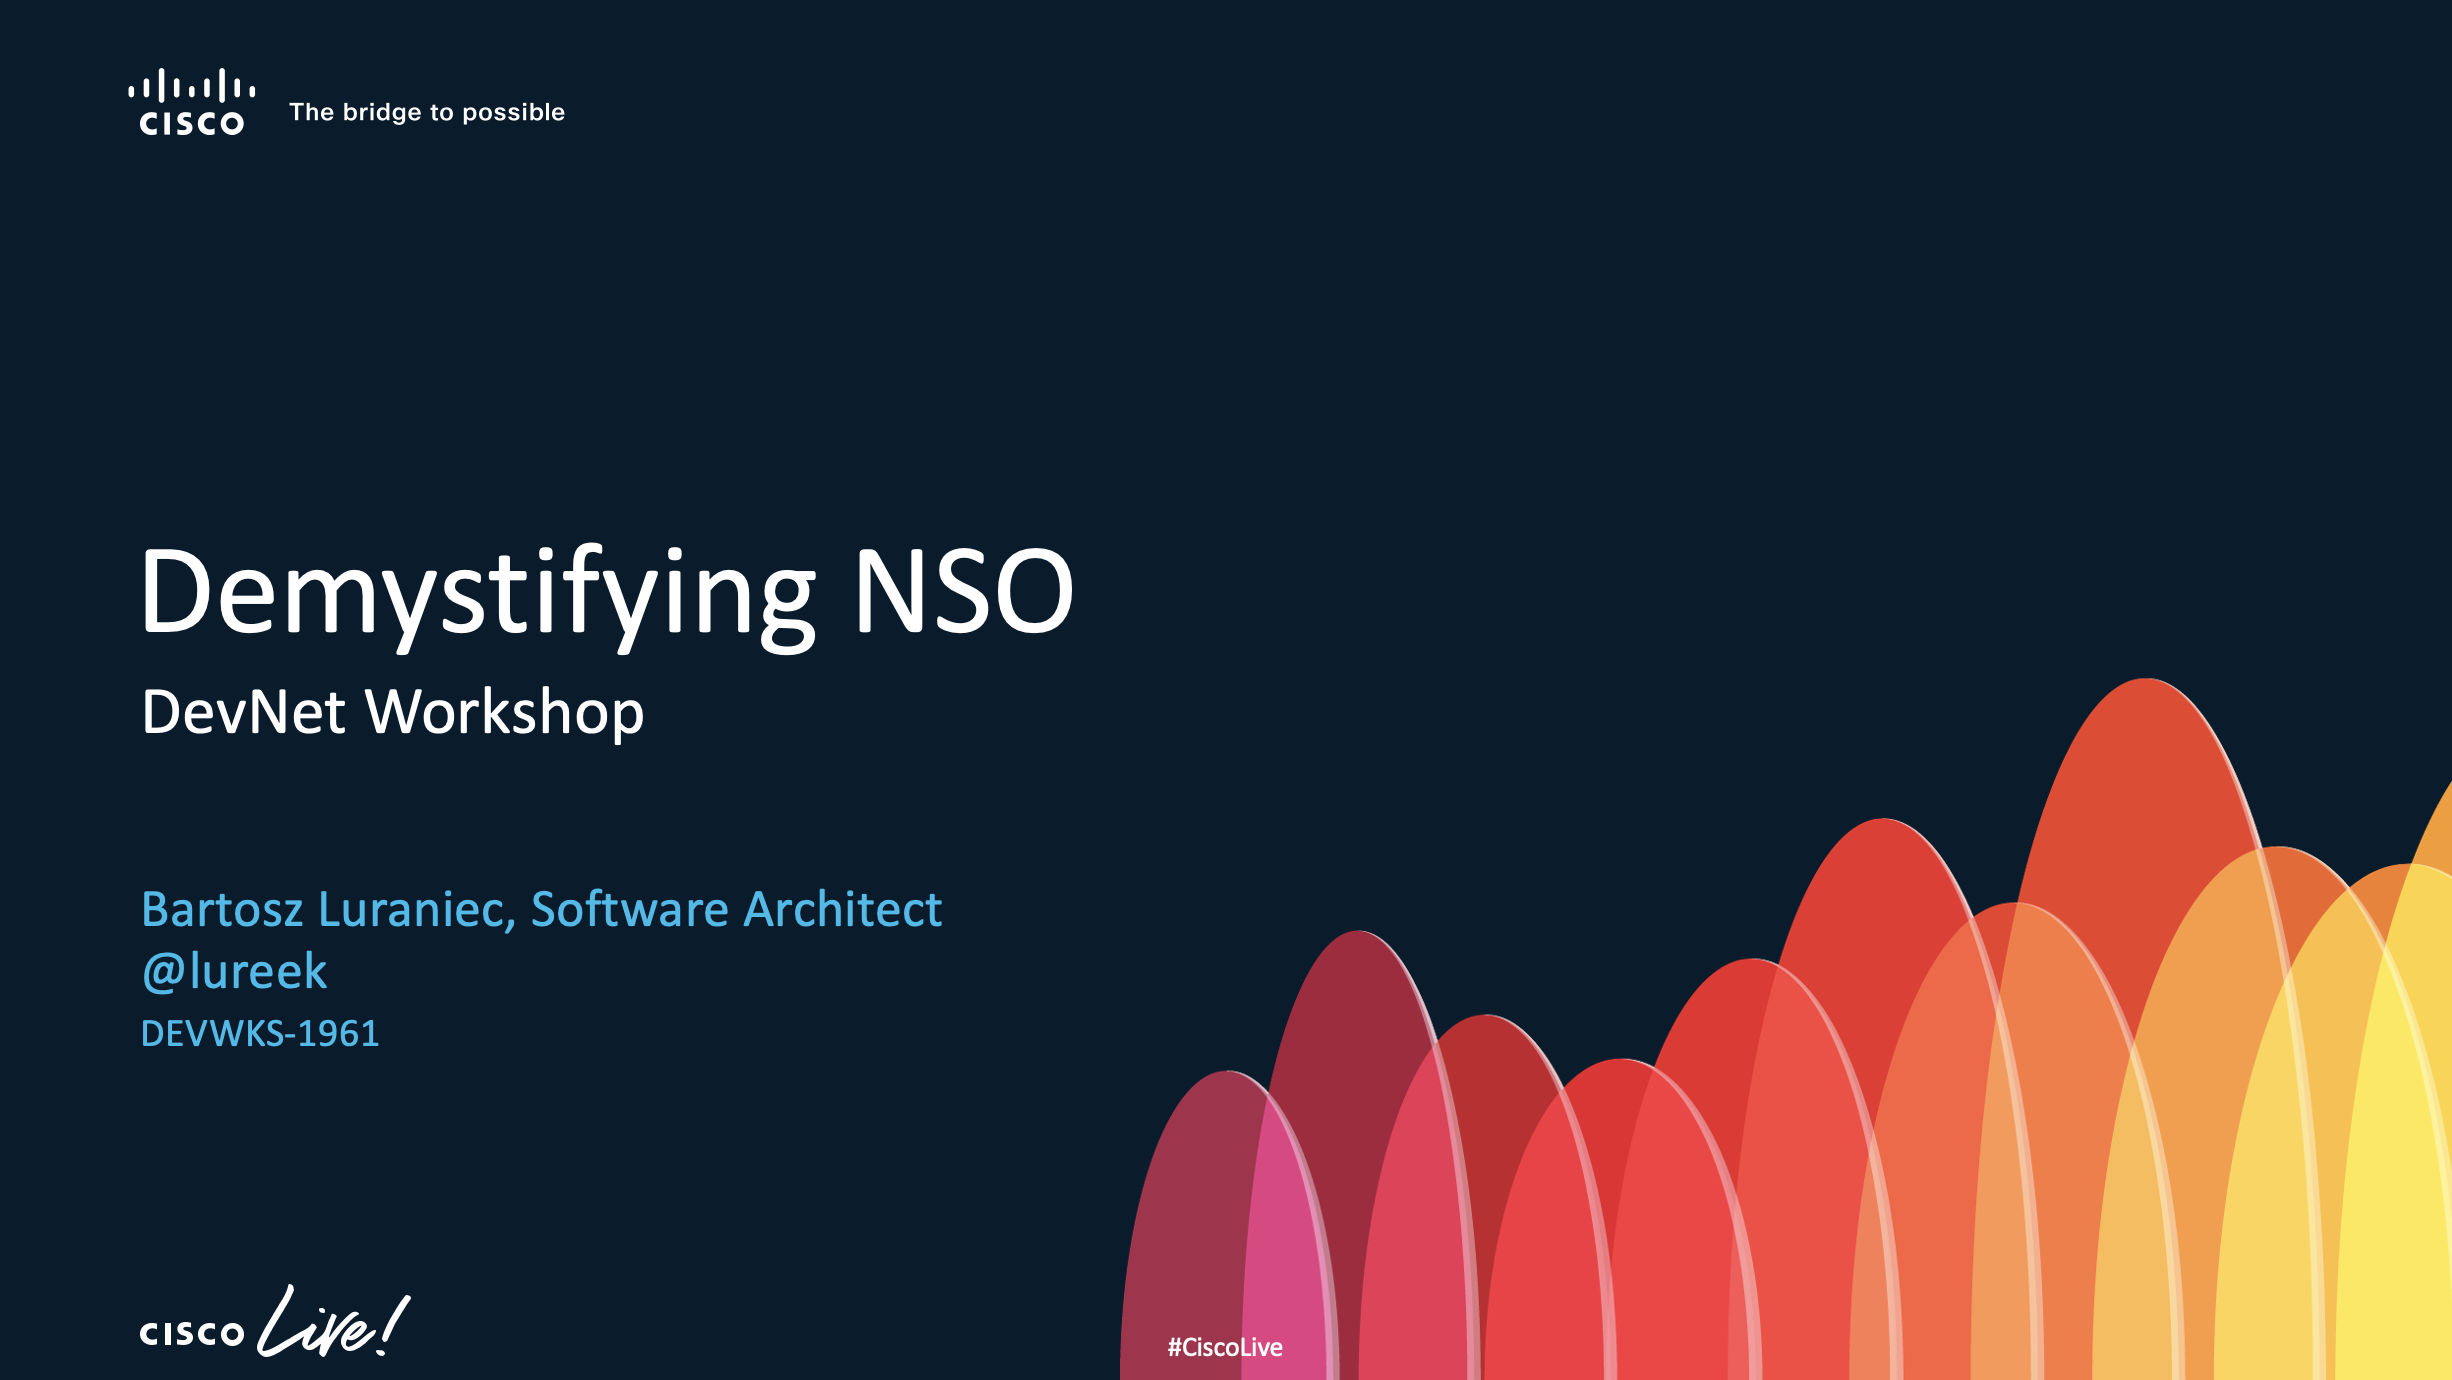 CISCO
The bridge to possible
Demystifying NSO
DevNet Workshop
Bartosz Luraniec, Software Architect
@lureek
DEVWKS-1961
CISCO Live!
#CiscoLive